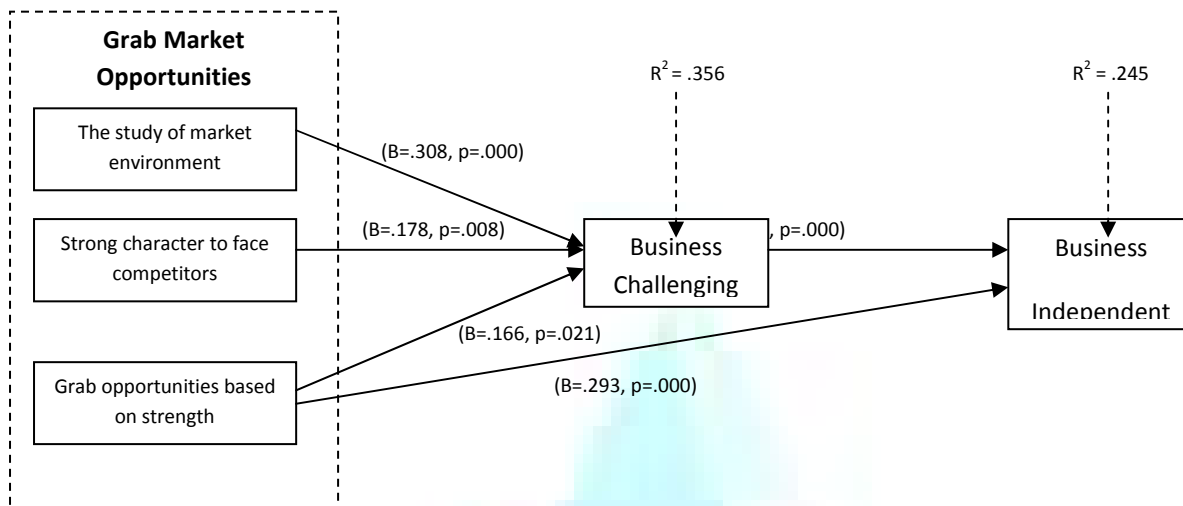 Grab Market
Opportunities
The study of market
environment
Strong character to face
competitors
Grab opportunities based
on strength
(B=.308, p=.000)
(B=.178, p=.008)
(B=.166, p=.021)
(B=.293, p=.000)
R² = .356
Business
Challenging
, p=.000)
R² = .245
Business
Independent